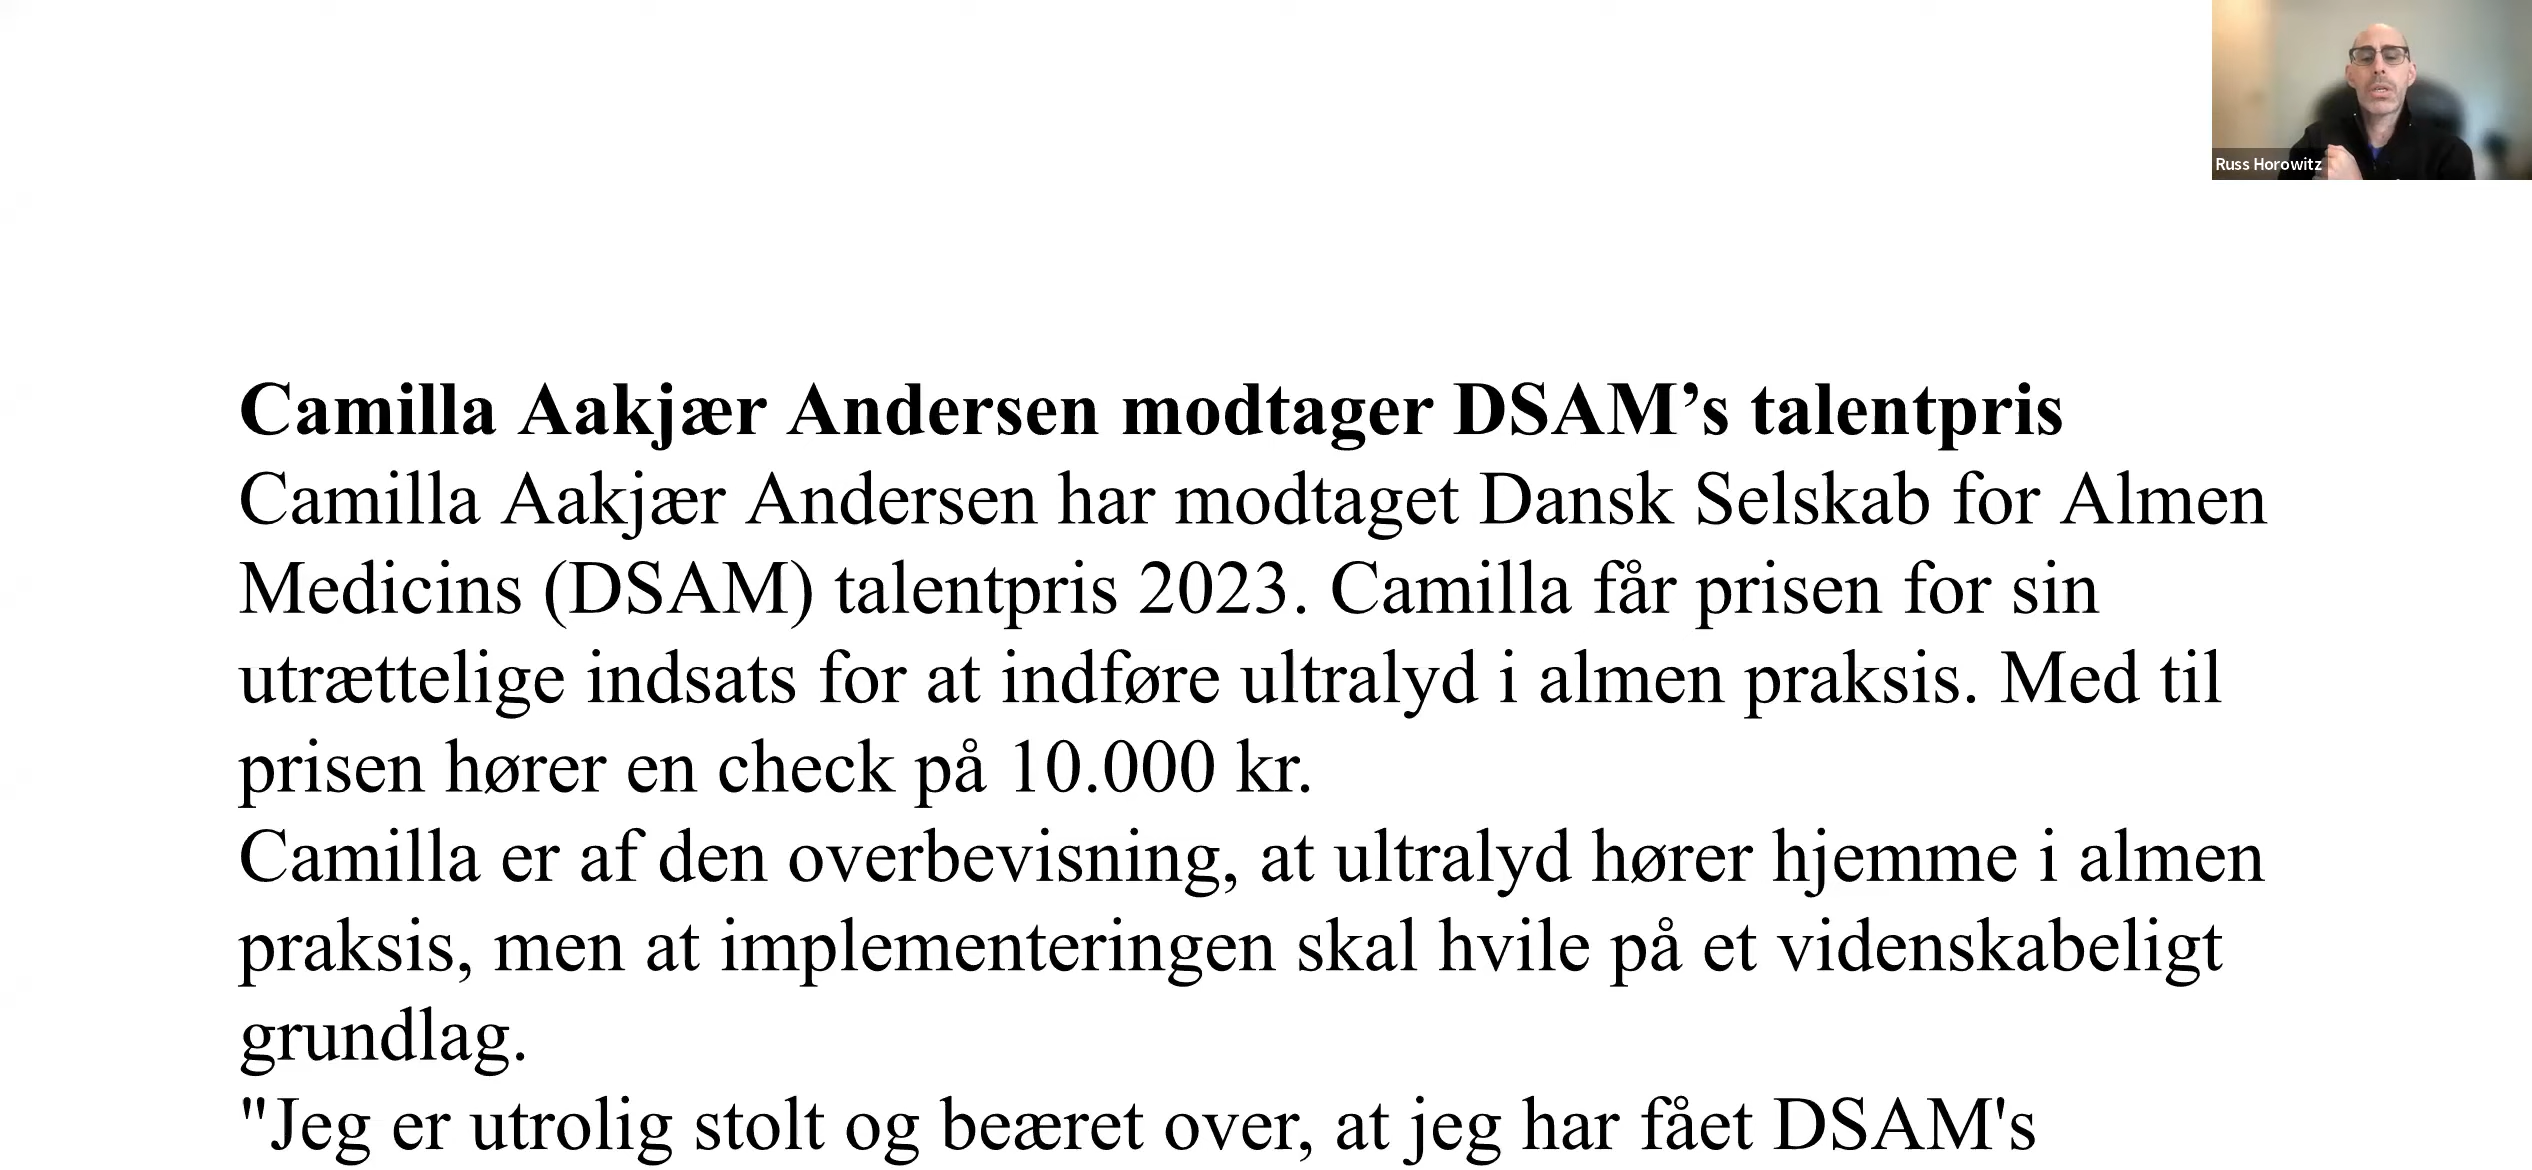 Russ Horowitz
Camilla Aakjær Andersen modtager DSAM’s talentpris
Camilla Aakjær Andersen har modtaget Dansk Selskab for Almen
Medicins (DSAM) talentpris 2023. Camilla får prisen for sin
utrættelige indsats for at indføre ultralyd i almen praksis. Med til
prisen hører en check på 10.000 kr.
Camilla er af den overbevisning, at ultralyd hører hjemme i almen
praksis, men at implementeringen skal hvile på et videnskabeligt
grundlag.
"Jeg er utrolig stolt og beæret over, at jeg har fået DSAM's